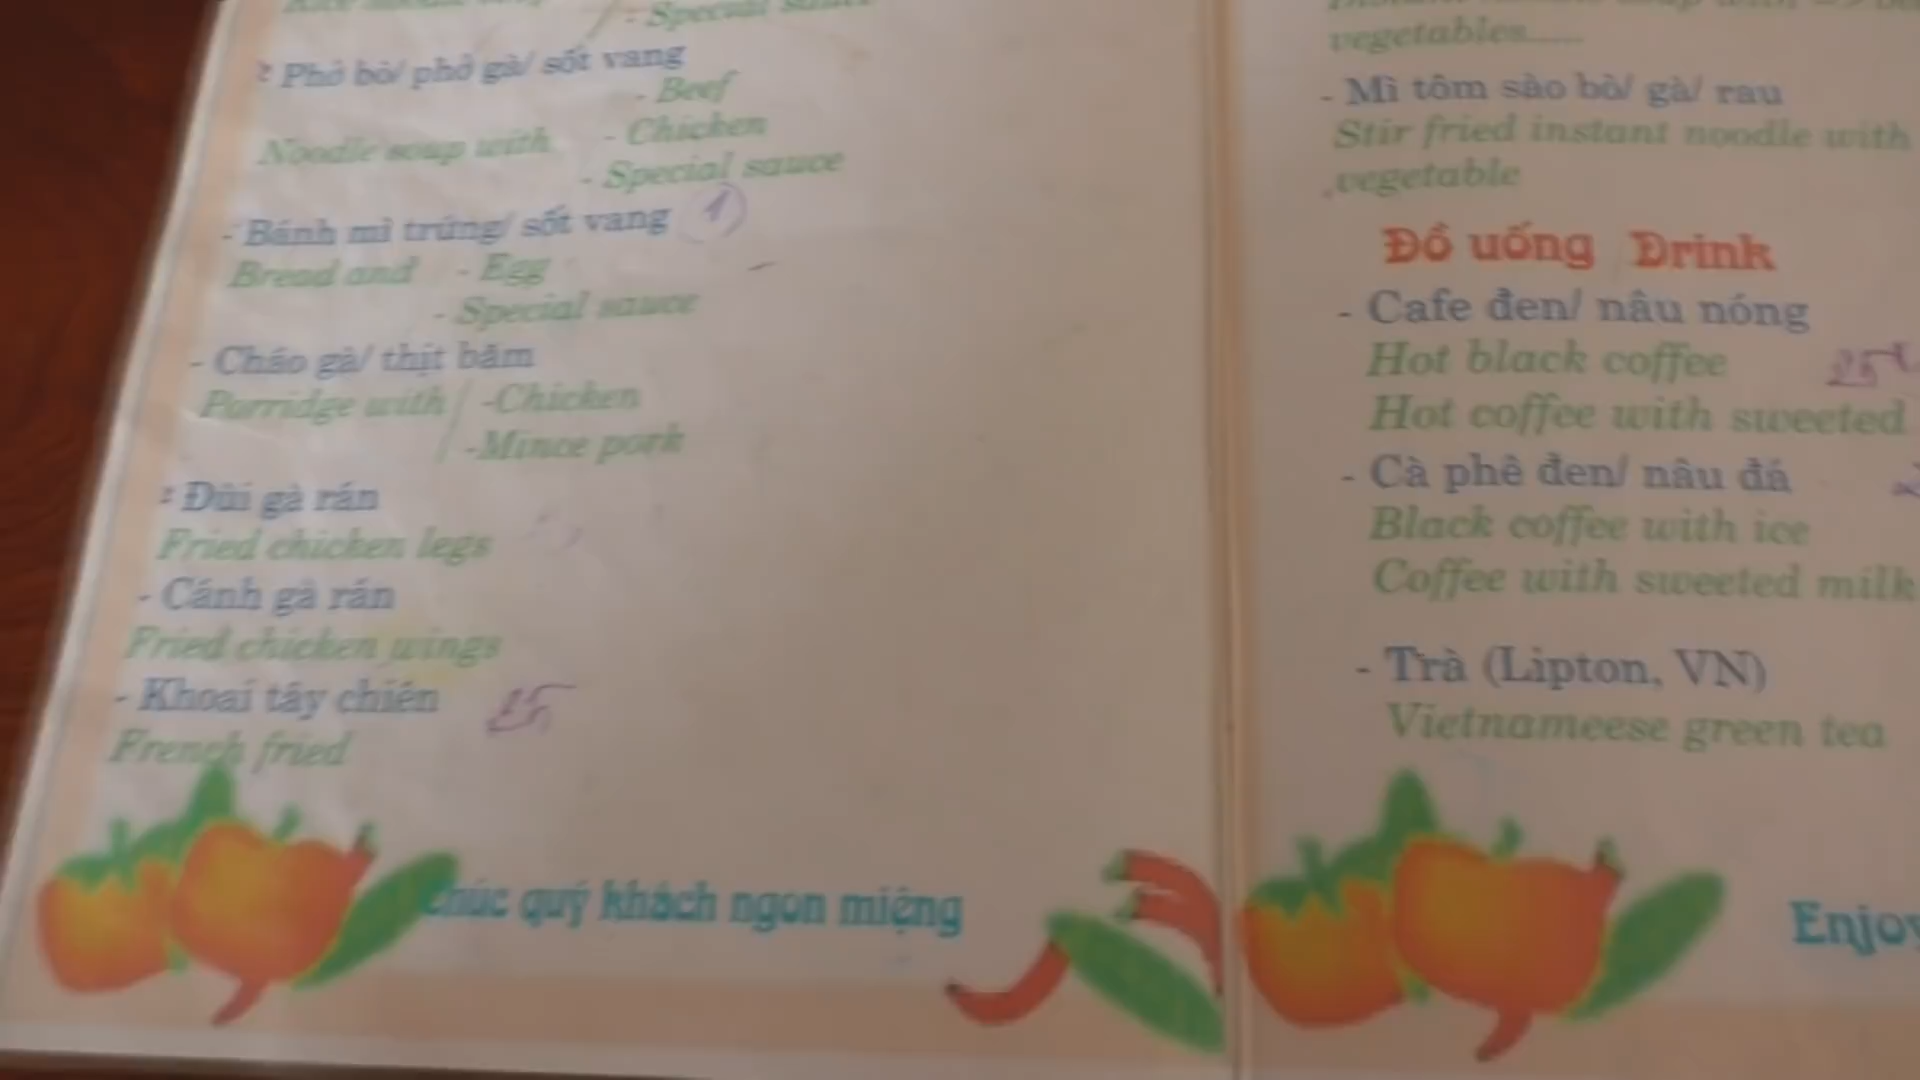 - Special sauce
- Phở bò/ phở gà/ sốt vang
- Beef
Noodle soup with - Chicken
- Special sauce
- Bánh mì trứng/ sốt vang 1
Bread and - Egg
- Special sauce
- Cháo gà/ thịt băm
Porridge with -Chicken
-Mince pork
- Đùi gà rán
Fried chicken legs
- Cánh gà rán
Fried chicken wings
- Khoai tây chiên
French fried
Chúc quý khách ngon miệng
vegetables......
- Mì tôm sào bò/ gà/ rau
Stir fried instant noodle with
vegetable
Đồ uống Drink
- Cafe đen/ nâu nóng
Hot black coffee
Hot coffee with sweeted
- Cà phê đen/ nâu đá
Black coffee with ice
Coffee with sweeted milk
- Trà (Lipton, VN)
Vietnameese green tea
Enjoy